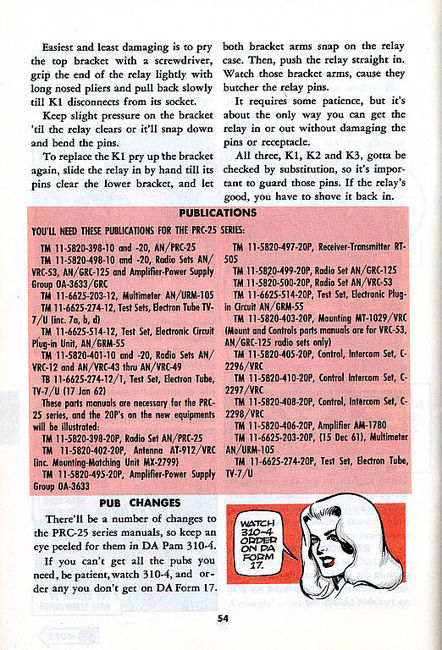 Easiest and least damaging is to pry
the top bracket with a screwdriver,
grip the end of the relay lightly with
long nosed pliers and pull back slowly
till K1 disconnects from its socket.
Keep slight pressure on the bracket
'til the relay clears or it'll snap down
and bend the pins.
To replace the K1 pry up the bracket
again, slide the relay in by hand till its
pins clear the lower bracket, and let
both bracket arms snap on the relay
case. Then, push the relay straight in.
Watch those bracket arms, cause they
butcher the relay pins.
It requires some patience, but it's
about the only way you can get the
relay in or out without damaging the
pins or receptacle.
All three, K1, K2 and K3, gotta be
checked by substitution, so it's impor-
tant to guard those pins. If the relay's
good, you have to shove it back in.
PUBLICATIONS
YOU'LL NEED THESE PUBLICATIONS FOR THE PRC-25 SERIES:
TM 11-5820-398-10 and -20, AN/PRC-25
TM 11-5820-498-10 and -20, Radio Sets AN/
VRC-53, AN/GRC-125 and Amplifier-Power Supply
Group OA-3633/GRC
TM 11-6625-203-12, Multimeter AN/URM-105
TM 11-6625-274-12, Test Sets, Electron Tube TV-
7/U (inc. 7a, b, d)
TM 11-6625-514-12, Test Set, Electronic Circuit
Plug-in Unit, AN/GRM-55
TM 11-5820-401-10 and -20, Radio Sets AN/
VRC-12 and AN/VRC-43 thru AN/VRC-49
TB 11-6625-274-12/1, Test Set, Electron Tube,
TV-7/U (17 Jan 62)
These parts manuals are necessary for the PRC-
25 series, and the 20P's on the new equipments
will be illustrated:
TM 11-5820-398-20P, Radio Set AN/PRC-25
TM 11-5820-402-20P, Antenna AT-912/VRC
(inc. Mounting-Matching Unit MX-2799)
TM 11-5820-495-20P, Amplifier-Power Supply
Group OA-3633
TM 11-5820-497-20P, Receiver-Transmitter RT-
505
TM 11-5820-499-20P, Radio Set AN/GRC-125
TM 11-5820-500-20P, Radio Set AN/VRC-53
TM 11-6625-514-20P, Test Set, Electronic Plug-
in Circuit AN/GRM-55
TM 11-5820-403-20P, Mounting MT-1029/VRC
(Mount and Controls parts manuals are for VRC-53,
AN/GRC-125 radio sets only)
TM 11-5820-405-20P, Control, Intercom Set, C-
2296/VRC
TM 11-5820-410-20P, Control, Intercom Set, C-
2297/VRC
TM 11-5820-408-20P, Control, Intercom Set, C-
2298/VRC
TM 11-5820-406-20P, Amplifier AM-1780
TM 11-6625-203-20P, (15 Dec 61), Multimeter
AN/URM-105
TM 11-6625-274-20P, Test Set, Electron Tube,
TV-7/U
PUB CHANGES
There'll be a number of changes to
the PRC-25 series manuals, so keep an
eye peeled for them in DA Pam 310-4.
If you can't get all the pubs you
need, be patient, watch 310-4, and or-
der any you don't get on DA Form 17.
WATCH
310-4
ORDER
ON DA
FORM
17.
54